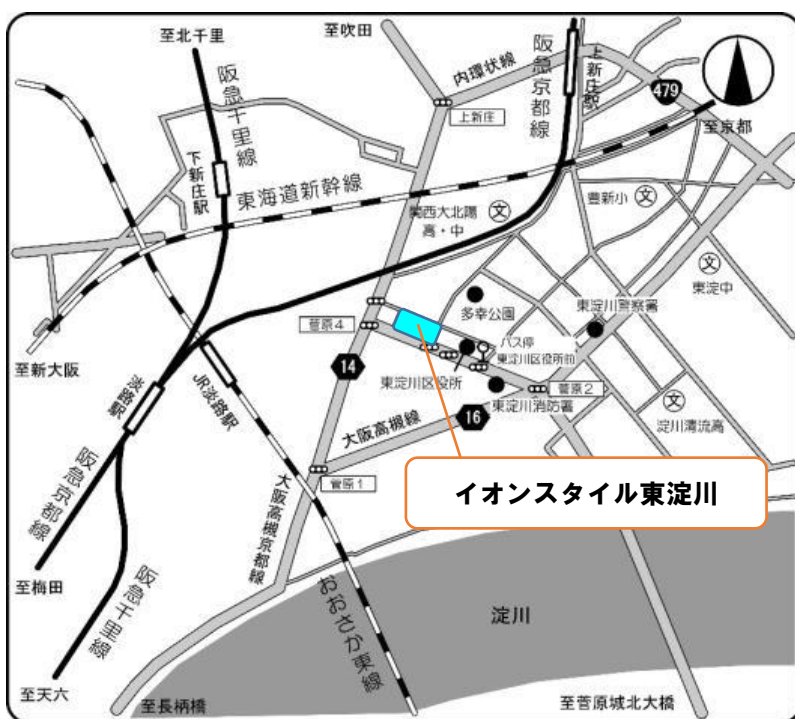 至北千里
至吹田
内環状線
阪急京都線
上新庄駅
479
至京都
上新庄
阪急千里線
下新庄駅
東海道新幹線
関西大北陽
高・中
文
豊新小
文
文
東淀中
多幸公園
東淀川警察署
菅原4
バス停
東淀川区役所前
至新大阪
14
東淀川区役所
菅原2
淡路駅
JR淡路駅
東淀川消防署
16
文
淀川清流高
大阪高槻線
イオンスタイル東淀川
菅原1
阪急京都線
大阪高槻京都線
至梅田
阪急千里線
おおさか東線
淀川
至天六
至長柄橋
至菅原城北大橋